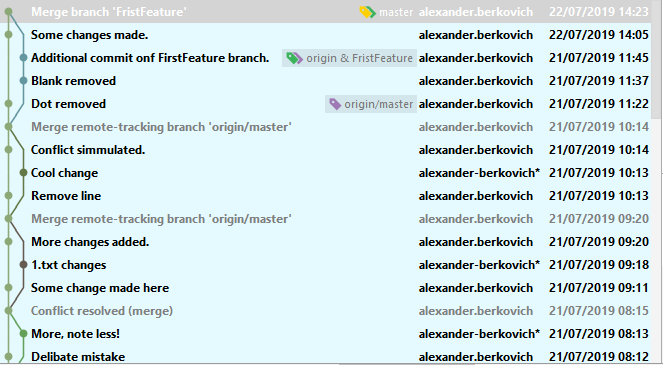 Merge branch 'FristFeature' master alexander.berkovich 22/07/2019 14:23
Some changes made. alexander.berkovich 22/07/2019 14:05
Additional commit onf FirstFeature branch. origin & FristFeature alexander.berkovich 21/07/2019 11:45
Blank removed alexander.berkovich 21/07/2019 11:37
Dot removed origin/master alexander.berkovich 21/07/2019 11:22
Merge remote-tracking branch 'origin/master' alexander.berkovich 21/07/2019 10:14
Conflict simmulated. alexander.berkovich 21/07/2019 10:14
Cool change alexander-berkovich* 21/07/2019 10:13
Remove line alexander.berkovich 21/07/2019 10:13
Merge remote-tracking branch 'origin/master' alexander.berkovich 21/07/2019 09:20
More changes added. alexander.berkovich 21/07/2019 09:20
1.txt changes alexander-berkovich* 21/07/2019 09:18
Some change made here alexander.berkovich 21/07/2019 09:11
Conflict resolved (merge) alexander.berkovich 21/07/2019 08:15
More, note less! alexander-berkovich* 21/07/2019 08:13
Delibate mistake alexander.berkovich 21/07/2019 08:12